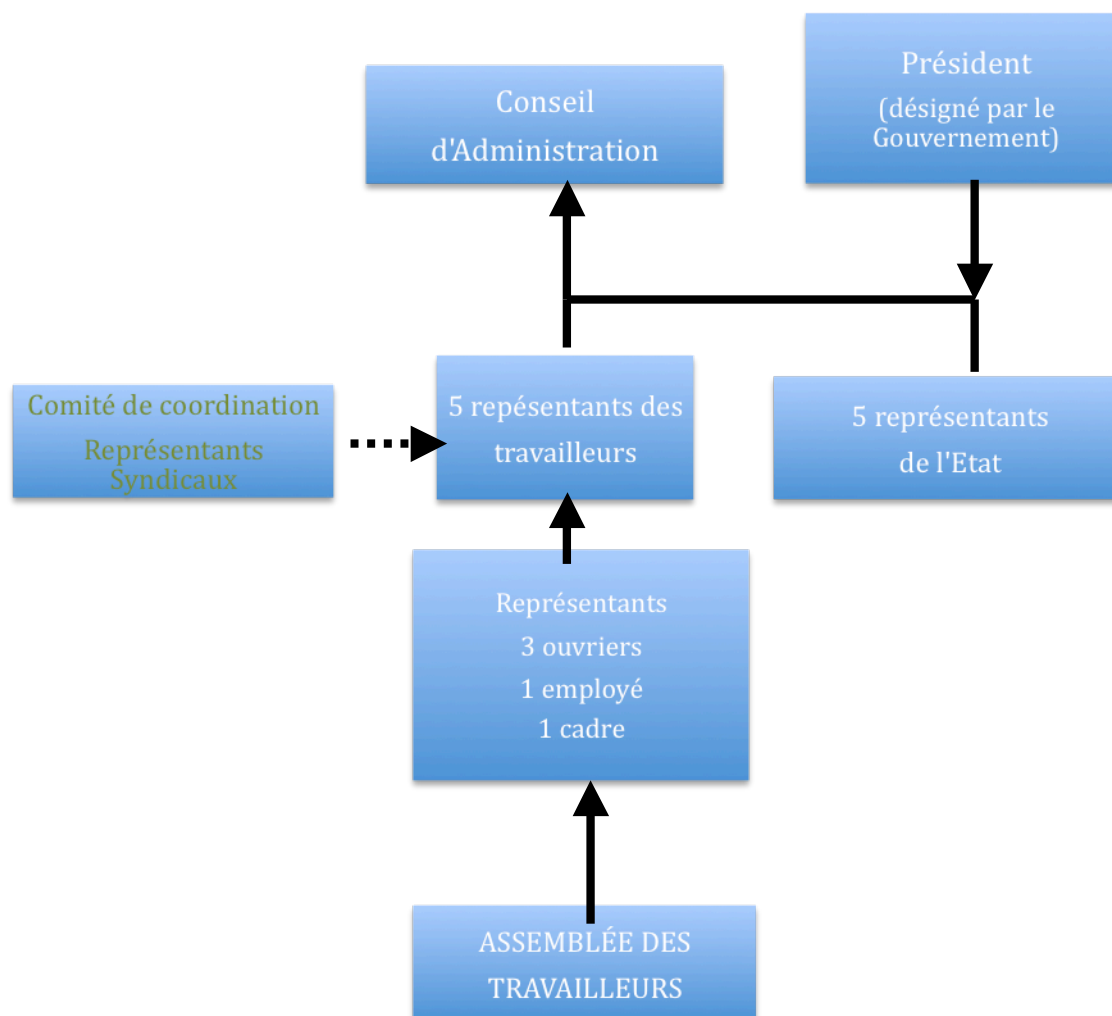 Conseil
d'Administration
Président
(désigné par le
Gouvernement)
Comité de coordination
Représentants
Syndicaux
5 repésentants des
travailleurs
5 représentants
de l'Etat
Représentants
3 ouvriers
1 employé
1 cadre
ASSEMBLÉE DES
TRAVAILLEURS